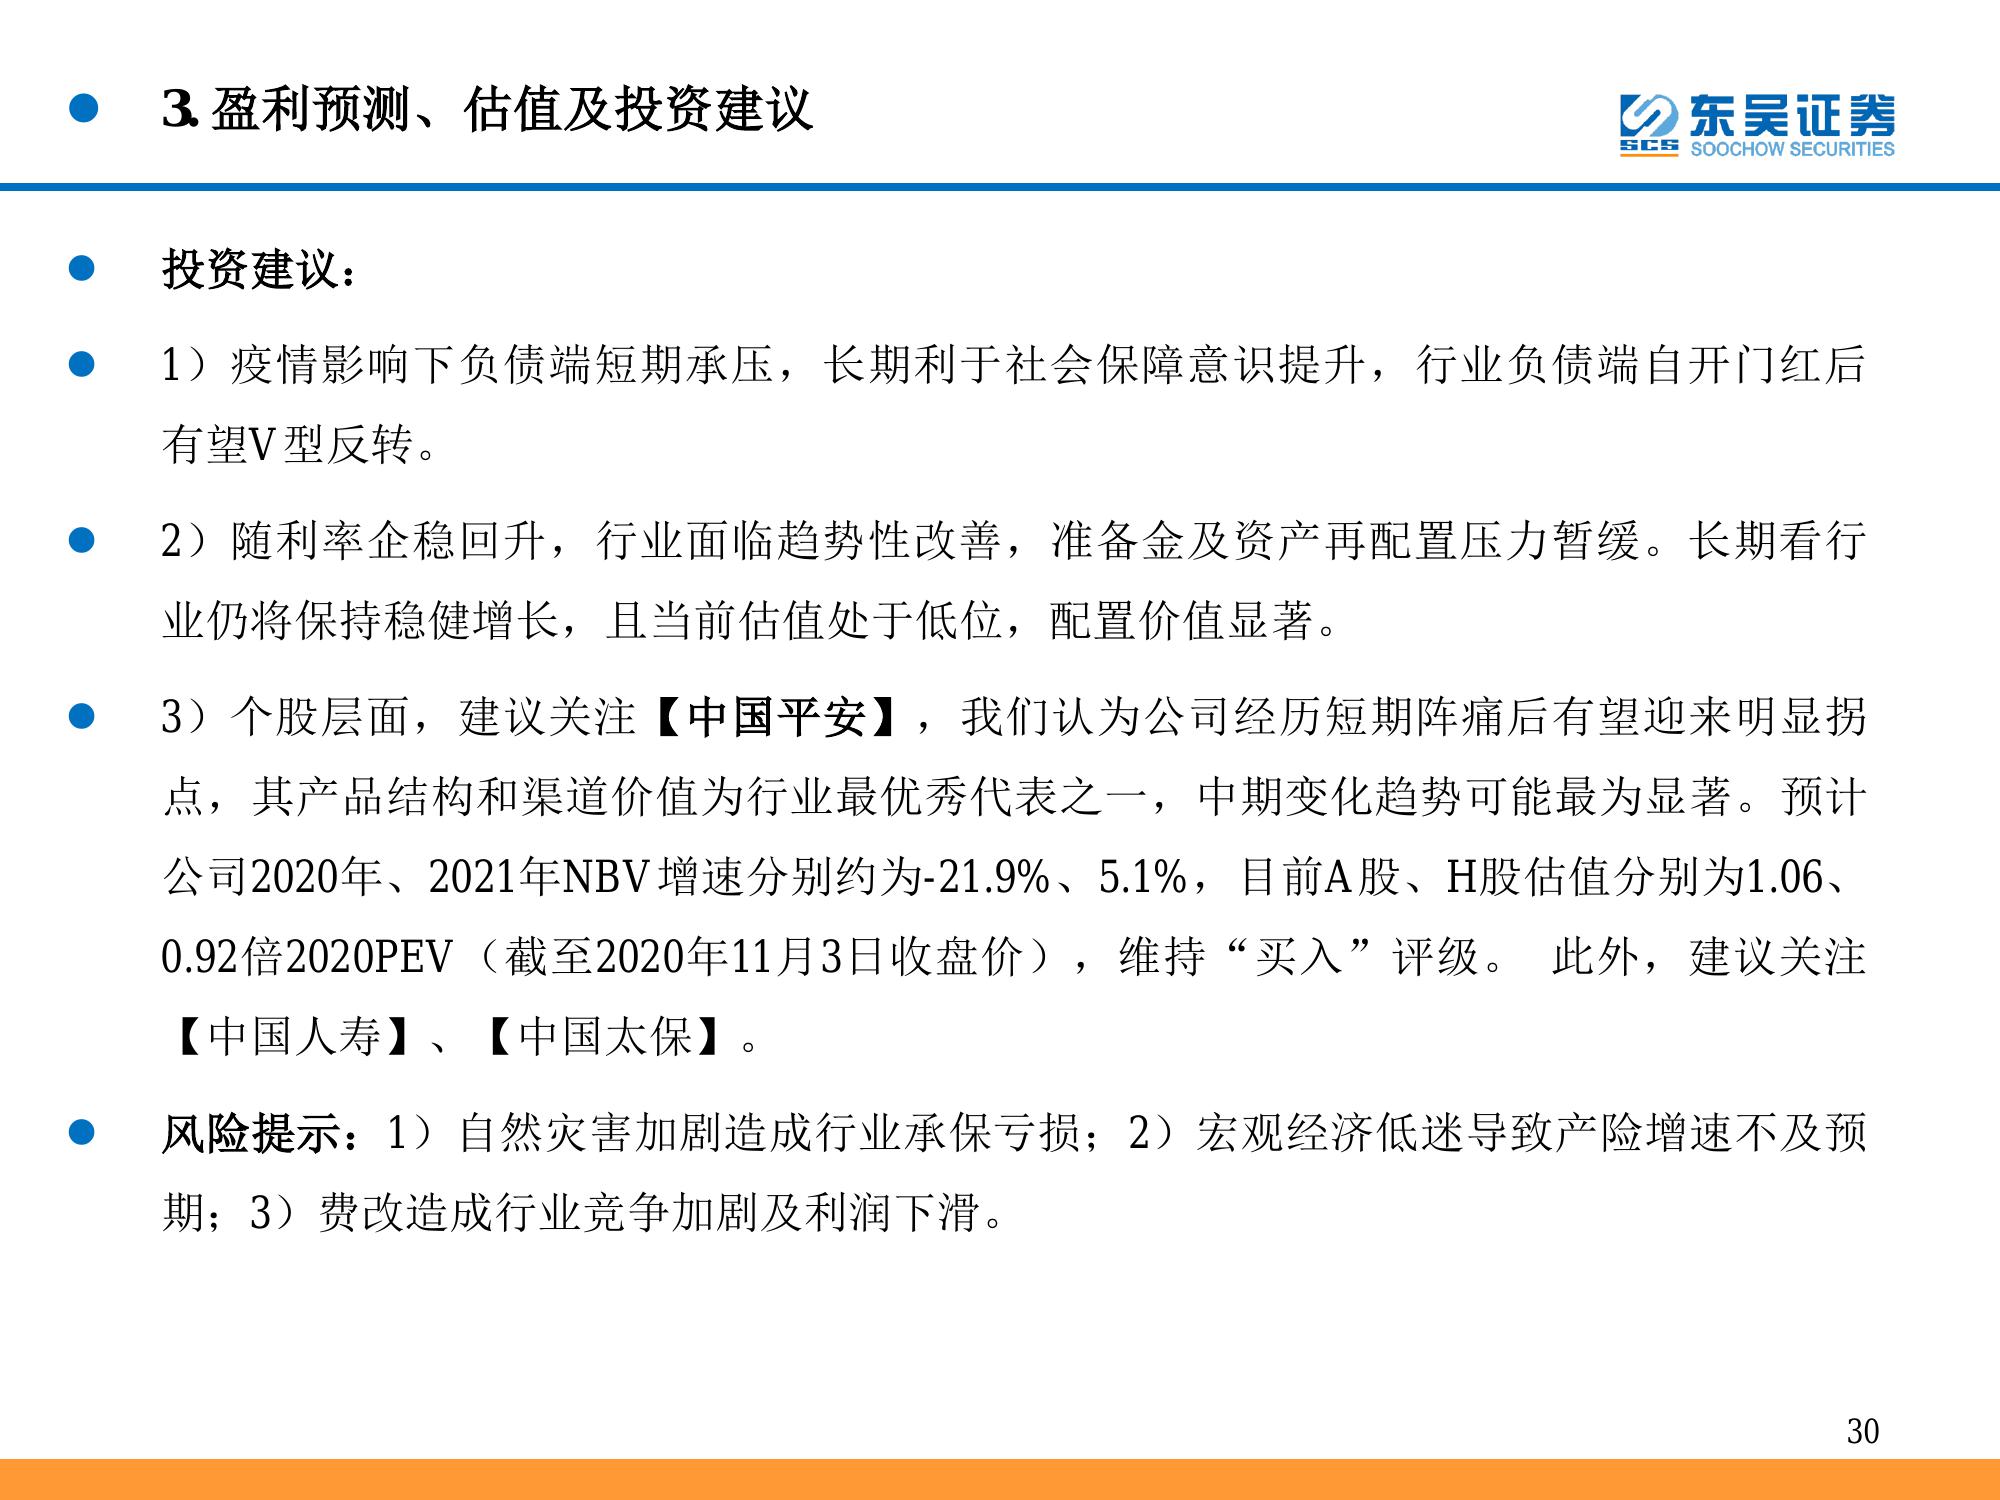 3. 盈利预测、估值及投资建议
SCS 东吴证券
SOOCHOW SECURITIES
投资建议：
1）疫情影响下负债端短期承压，长期利于社会保障意识提升，行业负债端自开门红后
有望V型反转。
2）随利率企稳回升，行业面临趋势性改善，准备金及资产再配置压力暂缓。长期看行
业仍将保持稳健增长，且当前估值处于低位，配置价值显著。
3）个股层面，建议关注【中国平安】，我们认为公司经历短期阵痛后有望迎来明显拐
点，其产品结构和渠道价值为行业最优秀代表之一，中期变化趋势可能最为显著。预计
公司2020年、2021年NBV增速分别约为-21.9%、5.1%，目前A股、H股估值分别为1.06、
0.92倍2020PEV（截至2020年11月3日收盘价），维持“买入”评级。 此外，建议关注
【中国人寿】、【中国太保】。
风险提示：1）自然灾害加剧造成行业承保亏损；2）宏观经济低迷导致产险增速不及预
期；3）费改造成行业竞争加剧及利润下滑。
30